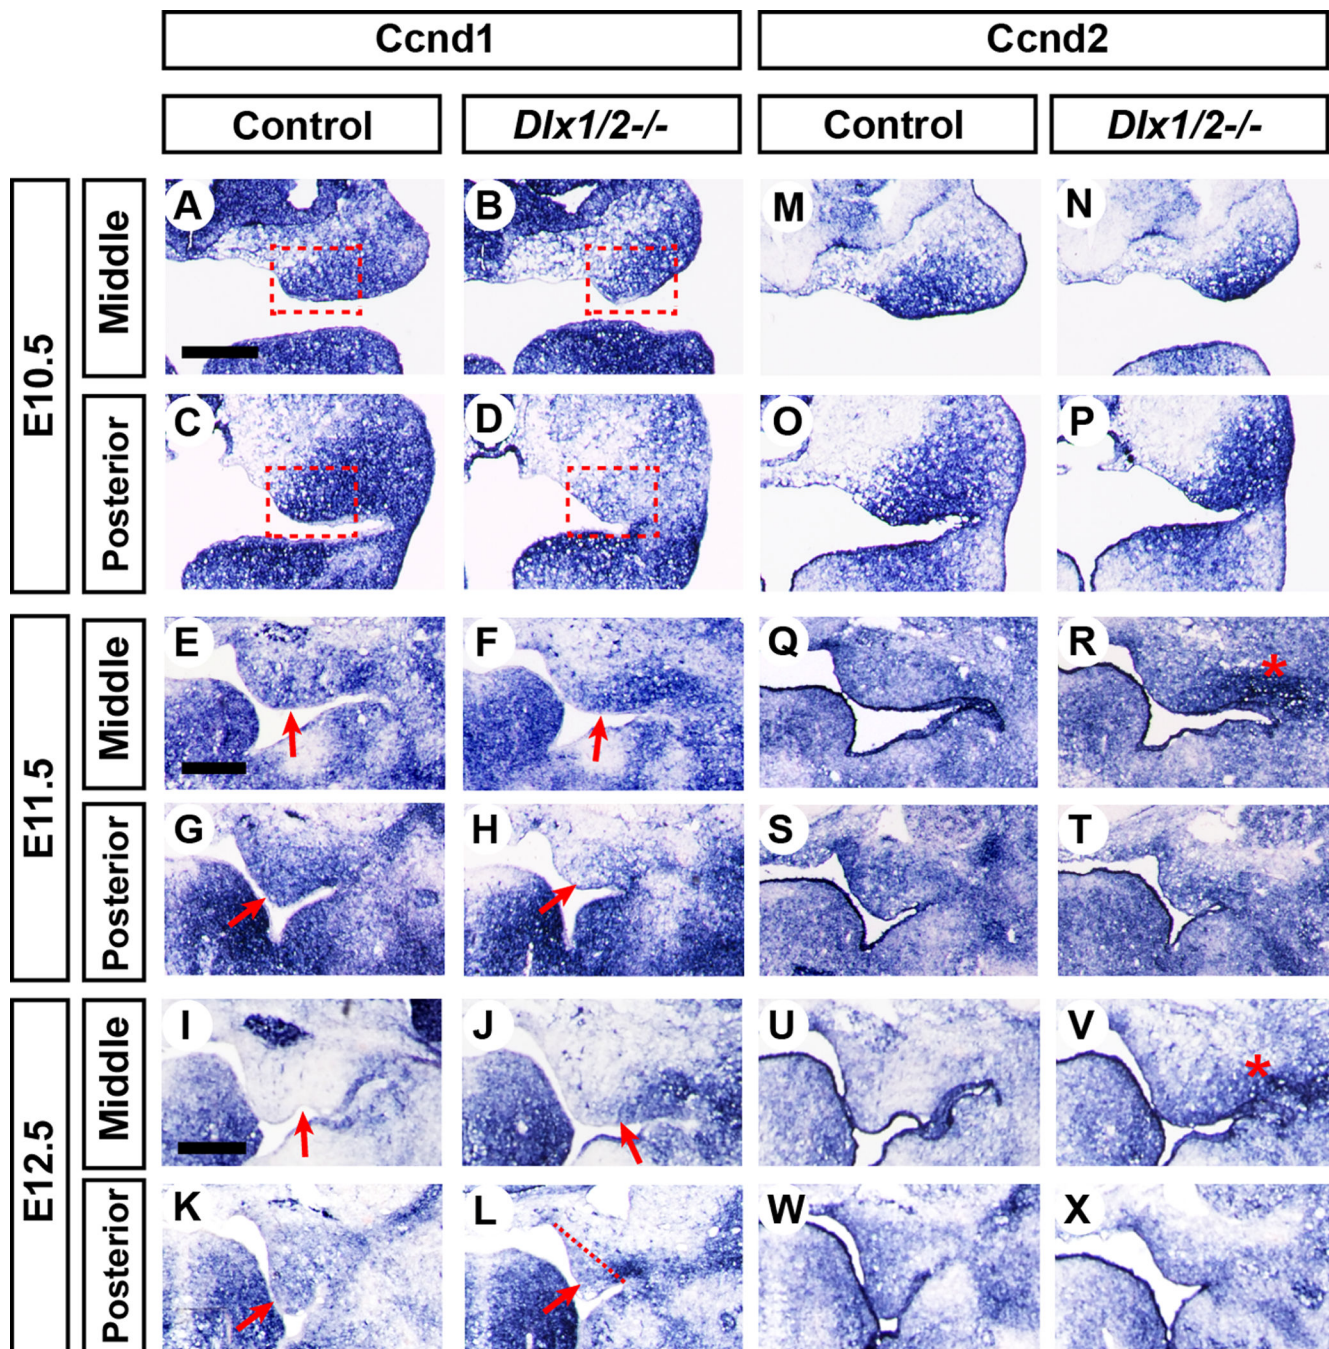 Ccnd1 Ccnd2
Control Dlx1/2-/- Control Dlx1/2-/-
E10.5
Middle
A B M N
Posterior
C D O P
E11.5
Middle
E F Q R
*
Posterior
G H S T
E12.5
Middle
I J U V
*
Posterior
K L W X